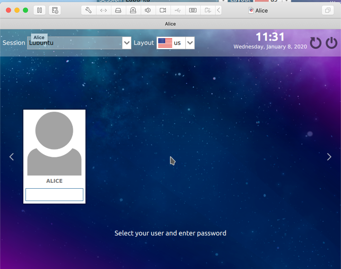 Alice
Alice
Session Lubuntu Layout us
Alice
11:31
Wednesday, January 8, 2020
ALICE
Select your user and enter password